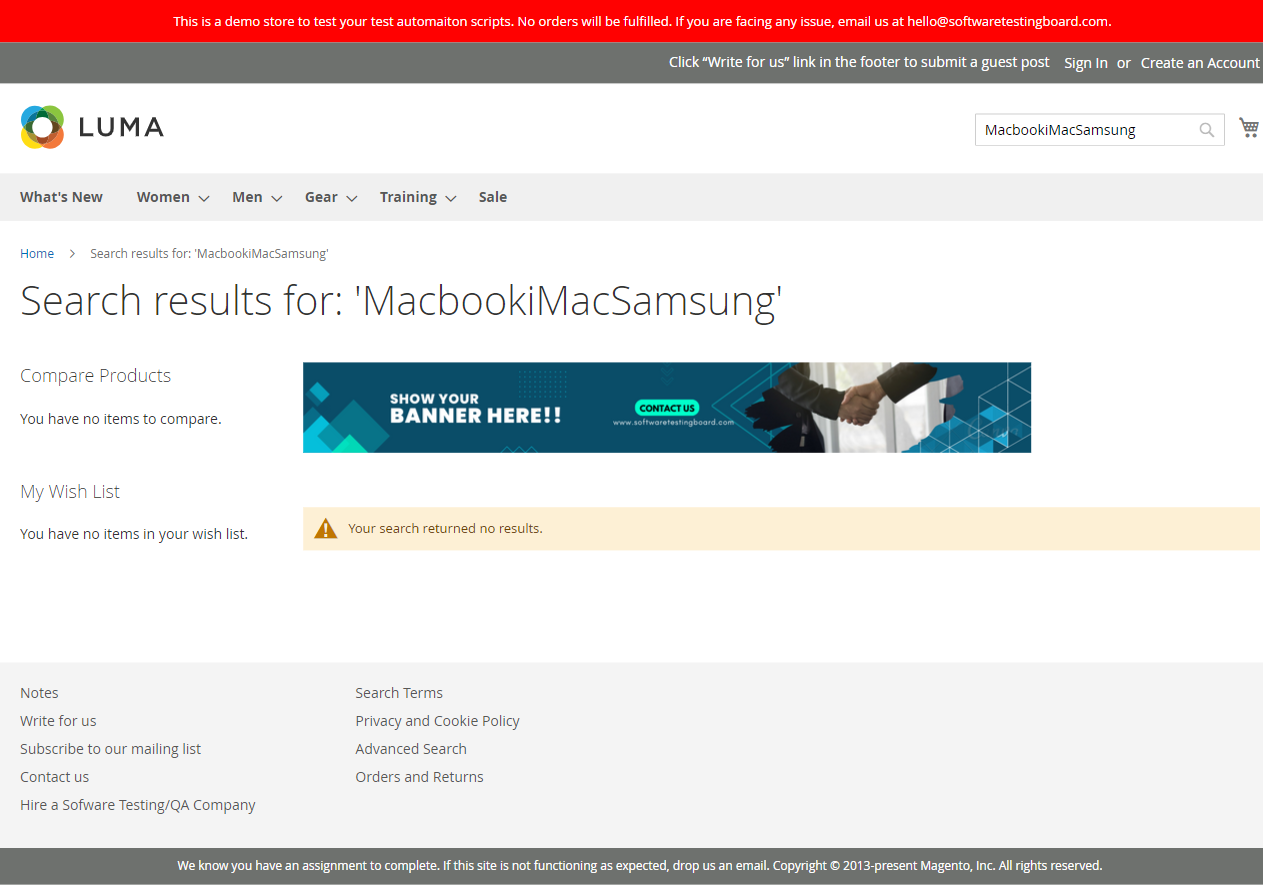 This is a demo store to test your test automaiton scripts. No orders will be fulfilled. If you are facing any issue, email us at hello@softwaretestingboard.com.
Click “Write for us” link in the footer to submit a guest post Sign In or Create an Account
LUMA
MacbookiMacSamsung
What's New Women Men Gear Training Sale
Home Search results for: 'MacbookiMacSamsung'
Search results for: 'MacbookiMacSamsung'
Compare Products
You have no items to compare.
My Wish List
You have no items in your wish list.
SHOW YOUR
BANNER HERE!!
CONTACT US
www.softwaretestingboard.com
Your search returned no results.
Notes
Write for us
Subscribe to our mailing list
Contact us
Hire a Sofware Testing/QA Company
Search Terms
Privacy and Cookie Policy
Advanced Search
Orders and Returns
We know you have an assignment to complete. If this site is not functioning as expected, drop us an email. Copyright © 2013-present Magento, Inc. All rights reserved.